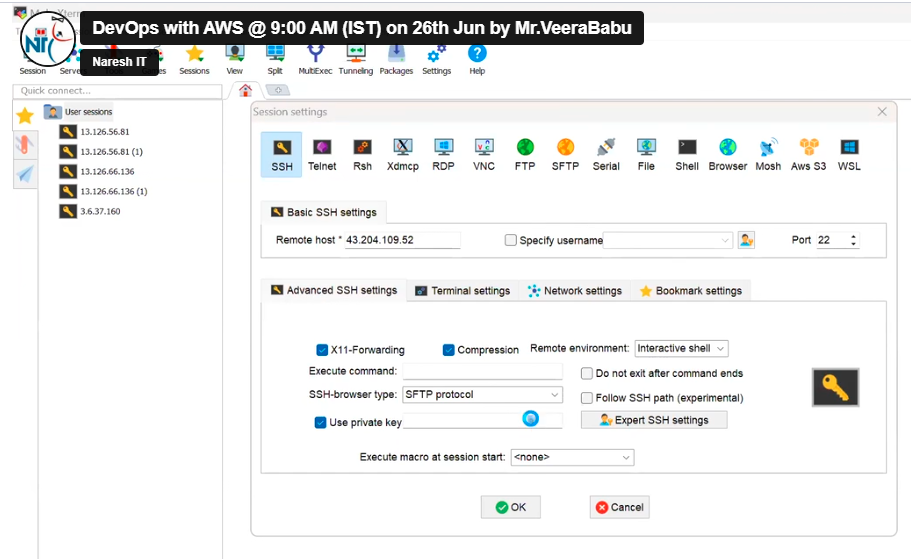 DevOps with AWS @ 9:00 AM (IST) on 26th Jun by Mr.VeeraBabu
Naresh IT
Session Sessions View Split MultiExec Tunneling Packages Settings Help
Quick connect...
User sessions
13.126.56.81
13.126.56.81 (1)
13.126.66.136
13.126.66.136 (1)
3.6.37.160
Session settings
SSH Telnet Rsh Xdmcp RDP VNC FTP SFTP Serial File Shell Browser Mosh Aws S3 WSL
Basic SSH settings
Remote host * 43.204.109.52 Specify username Port 22
Advanced SSH settings Terminal settings Network settings Bookmark settings
X11-Forwarding Compression Remote environment: Interactive shell
Execute command: Do not exit after command ends
SSH-browser type: SFTP protocol Follow SSH path (experimental)
Use private key Expert SSH settings
Execute macro at session start: <none>
OK Cancel